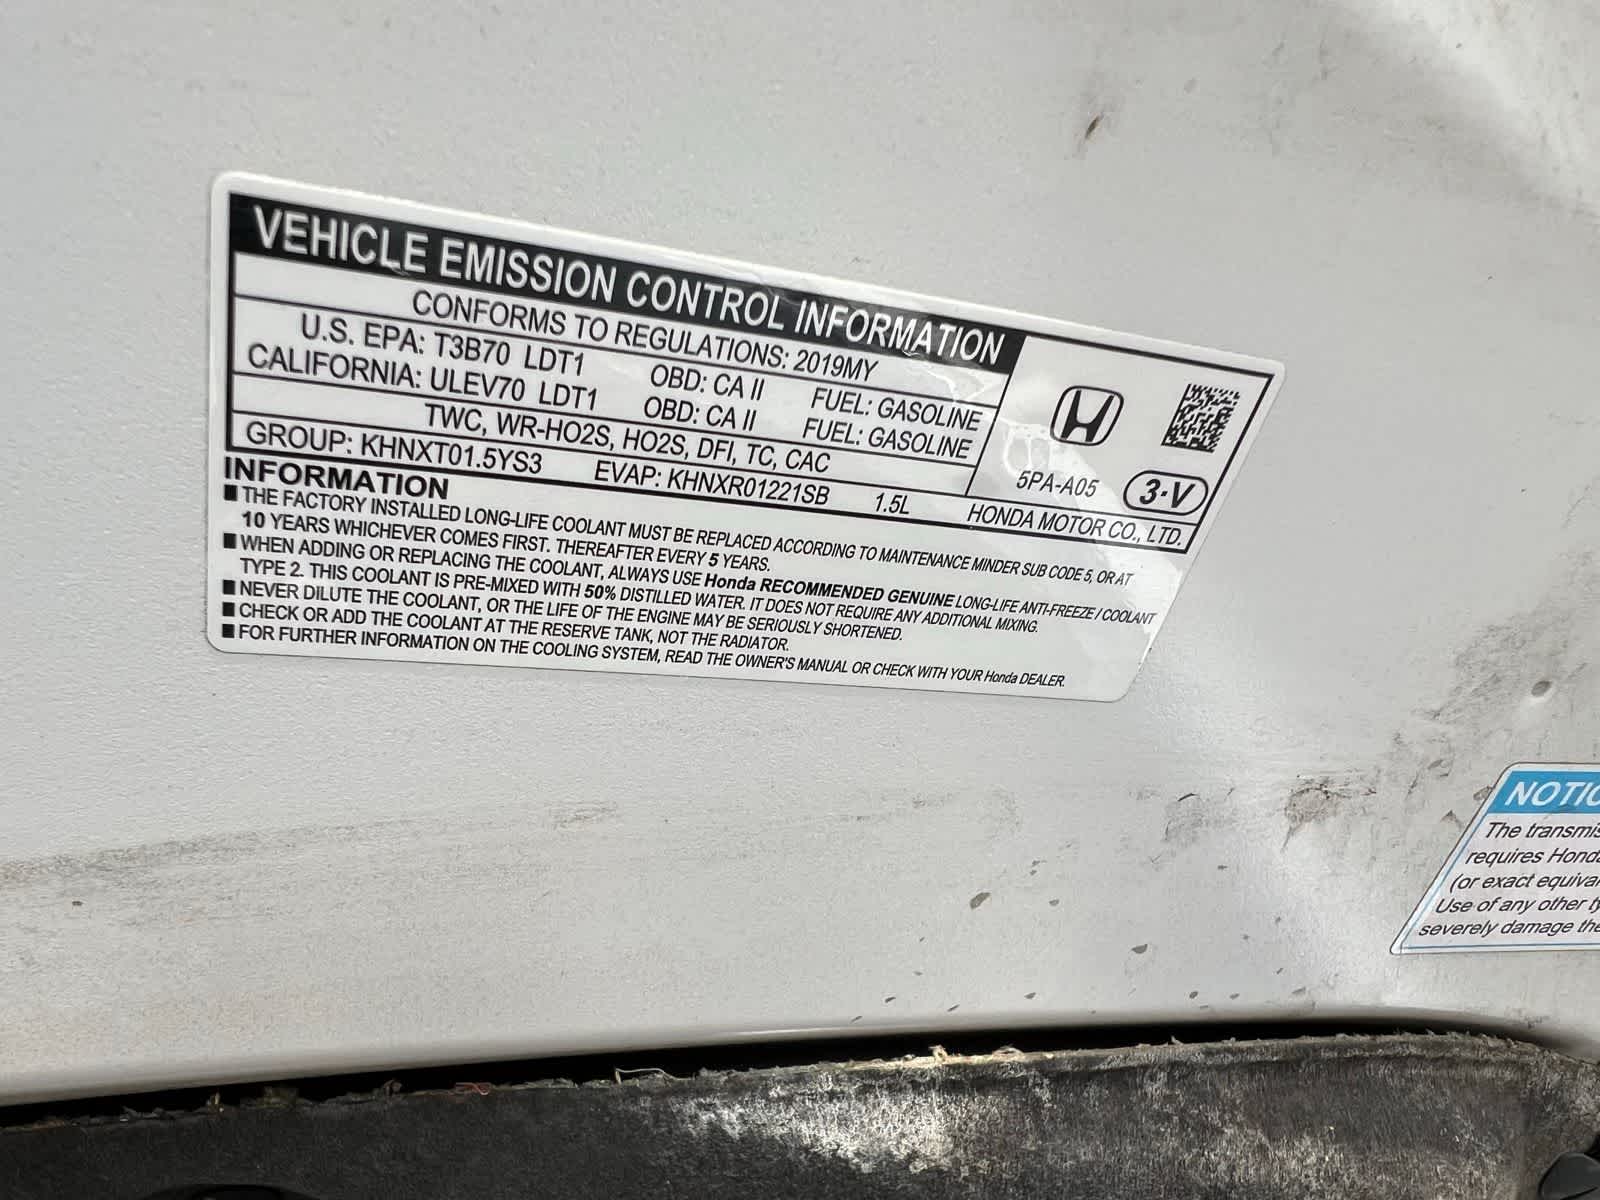 VEHICLE EMISSION CONTROL INFORMATION
CONFORMS TO REGULATIONS: 2019MY
U.S. EPA: T3B70 LDT1 OBD: CA II FUEL: GASOLINE
CALIFORNIA: ULEV70 LDT1 OBD: CA II FUEL: GASOLINE
TWC, WR-HO2S, HO2S, DFI, TC, CAC
GROUP: KHNXT01.5YS3 EVAP: KHNXR01221SB 1.5L HONDA MOTOR CO., LTD.
5PA-A05 3·V
INFORMATION
■ THE FACTORY INSTALLED LONG-LIFE COOLANT MUST BE REPLACED ACCORDING TO MAINTENANCE MINDER SUB CODE 5, OR AT
10 YEARS WHICHEVER COMES FIRST. THEREAFTER EVERY 5 YEARS.
■ WHEN ADDING OR REPLACING THE COOLANT, ALWAYS USE Honda RECOMMENDED GENUINE LONG-LIFE ANTI-FREEZE / COOLANT
TYPE 2. THIS COOLANT IS PRE-MIXED WITH 50% DISTILLED WATER. IT DOES NOT REQUIRE ANY ADDITIONAL MIXING.
■ NEVER DILUTE THE COOLANT, OR THE LIFE OF THE ENGINE MAY BE SERIOUSLY SHORTENED.
■ CHECK OR ADD THE COOLANT AT THE RESERVE TANK, NOT THE RADIATOR.
■ FOR FURTHER INFORMATION ON THE COOLING SYSTEM, READ THE OWNER'S MANUAL OR CHECK WITH YOUR Honda DEALER.
NOTIC
The transmis
requires Honda
(or exact equiva
Use of any other ty
severely damage the